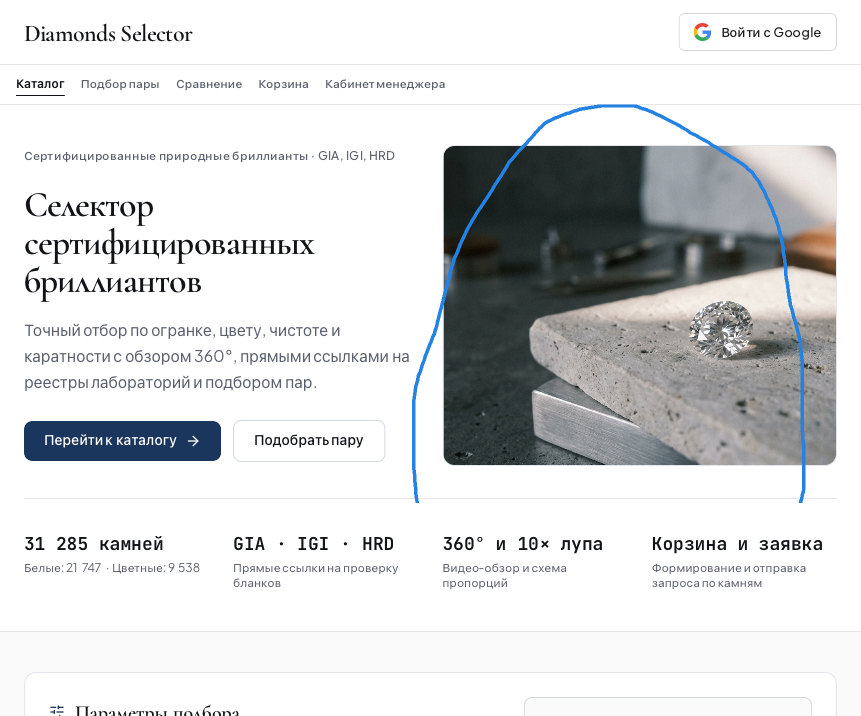 Diamonds Selector
Войти с Google
Каталог Подбор пары Сравнение Корзина Кабинет менеджера
Сертифицированные природные бриллианты · GIA, IGI, HRD
Селектор
сертифицированных
бриллиантов
Точный отбор по огранке, цвету, чистоте и
каратности с обзором 360°, прямыми ссылками на
реестры лабораторий и подбором пар.
Перейти к каталогу →
Подобрать пару
31 285 камней
Белые: 21 747 · Цветные: 9 538
GIA · IGI · HRD
Прямые ссылки на проверку
бланков
360° и 10× лупа
Видео-обзор и схема
пропорций
Корзина и заявка
Формирование и отправка
запроса по камням
Параметры подбора